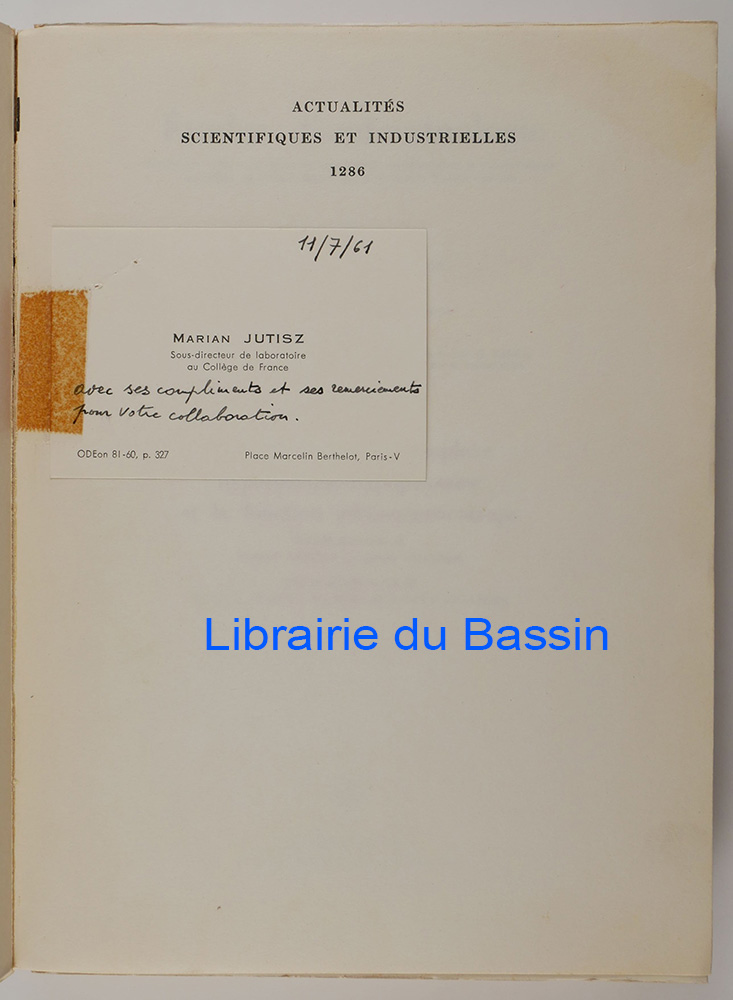 ACTUALITÉS
SCIENTIFIQUES ET INDUSTRIELLES
1286
11/7/61
MARIAN JUTISZ
Sous-directeur de laboratoire
au Collège de France
avec ses compliments et ses remerciements
pour votre collaboration.
ODEon 81-60, p. 327 Place Marcelin Berthelot, Paris-V
Librairie du Bassin